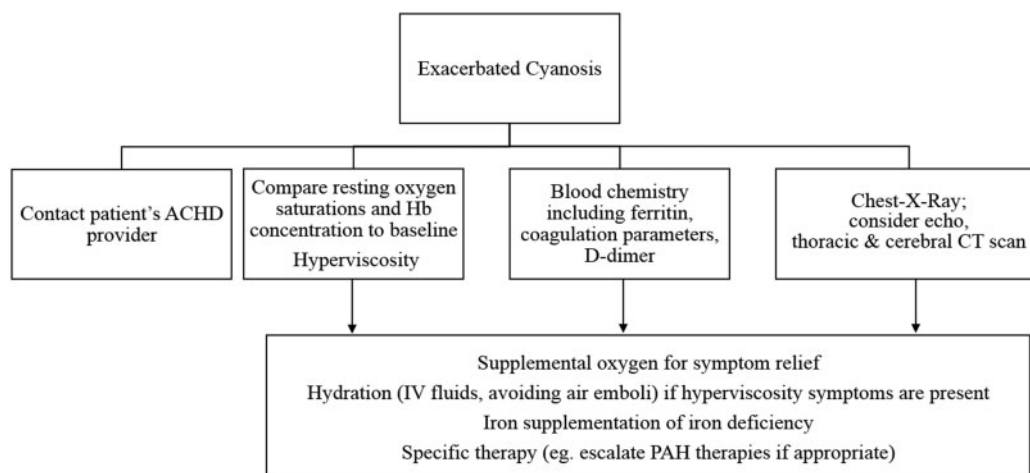 Exacerbated Cyanosis
Contact patient's ACHD
provider
Compare resting oxygen
saturations and Hb
concentration to baseline
Hyperviscosity
Blood chemistry
including ferritin,
coagulation parameters,
D-dimer
Chest-X-Ray;
consider echo,
thoracic & cerebral CT scan
Supplemental oxygen for symptom relief
Hydration (IV fluids, avoiding air emboli) if hyperviscosity symptoms are present
Iron supplementation of iron deficiency
Specific therapy (eg. escalate PAH therapies if appropriate)